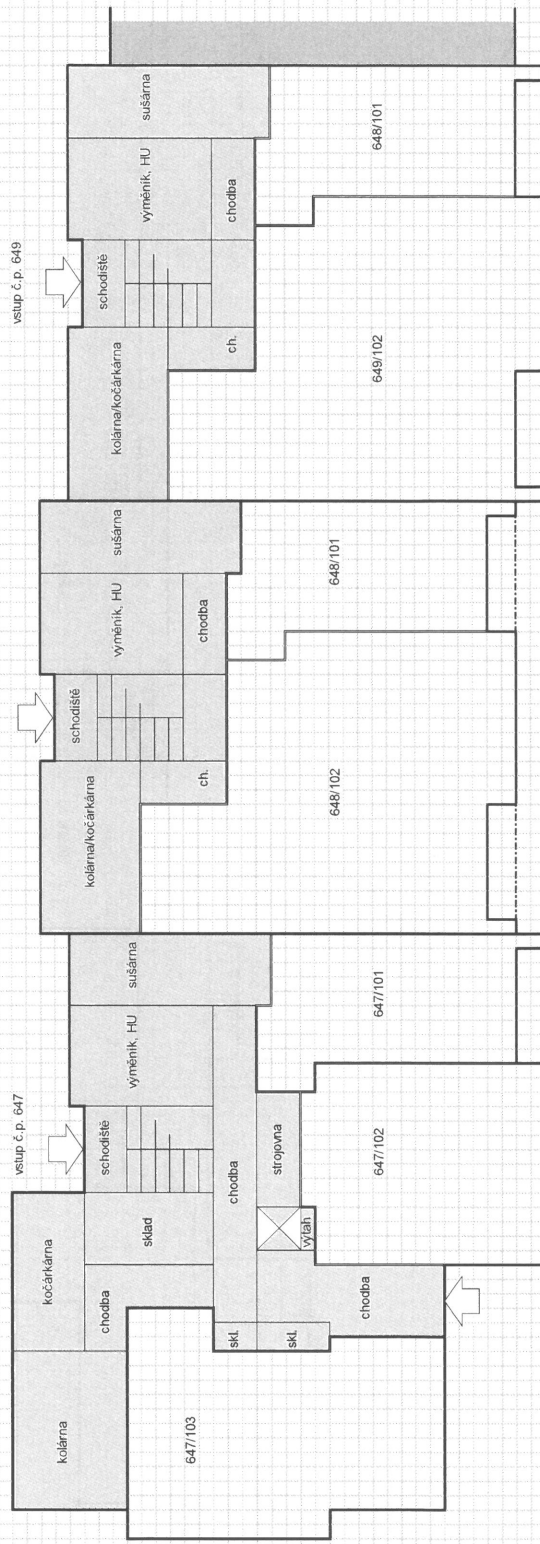 sušárna
648/101
výměník, HU
chodba
vstup č.p. 649
schodiště
649/102
ch.
kolárna/kočárkárna
sušárna
648/101
výměník, HU
chodba
schodiště
648/102
ch.
kolárna/kočárkárna
sušárna
647/101
výměník, HU
vstup č.p. 647
schodiště
chodba
strojovna
647/102
výtah
sklad
kočárkárna
chodba
chodba
skl.
skl.
kolárna
647/103